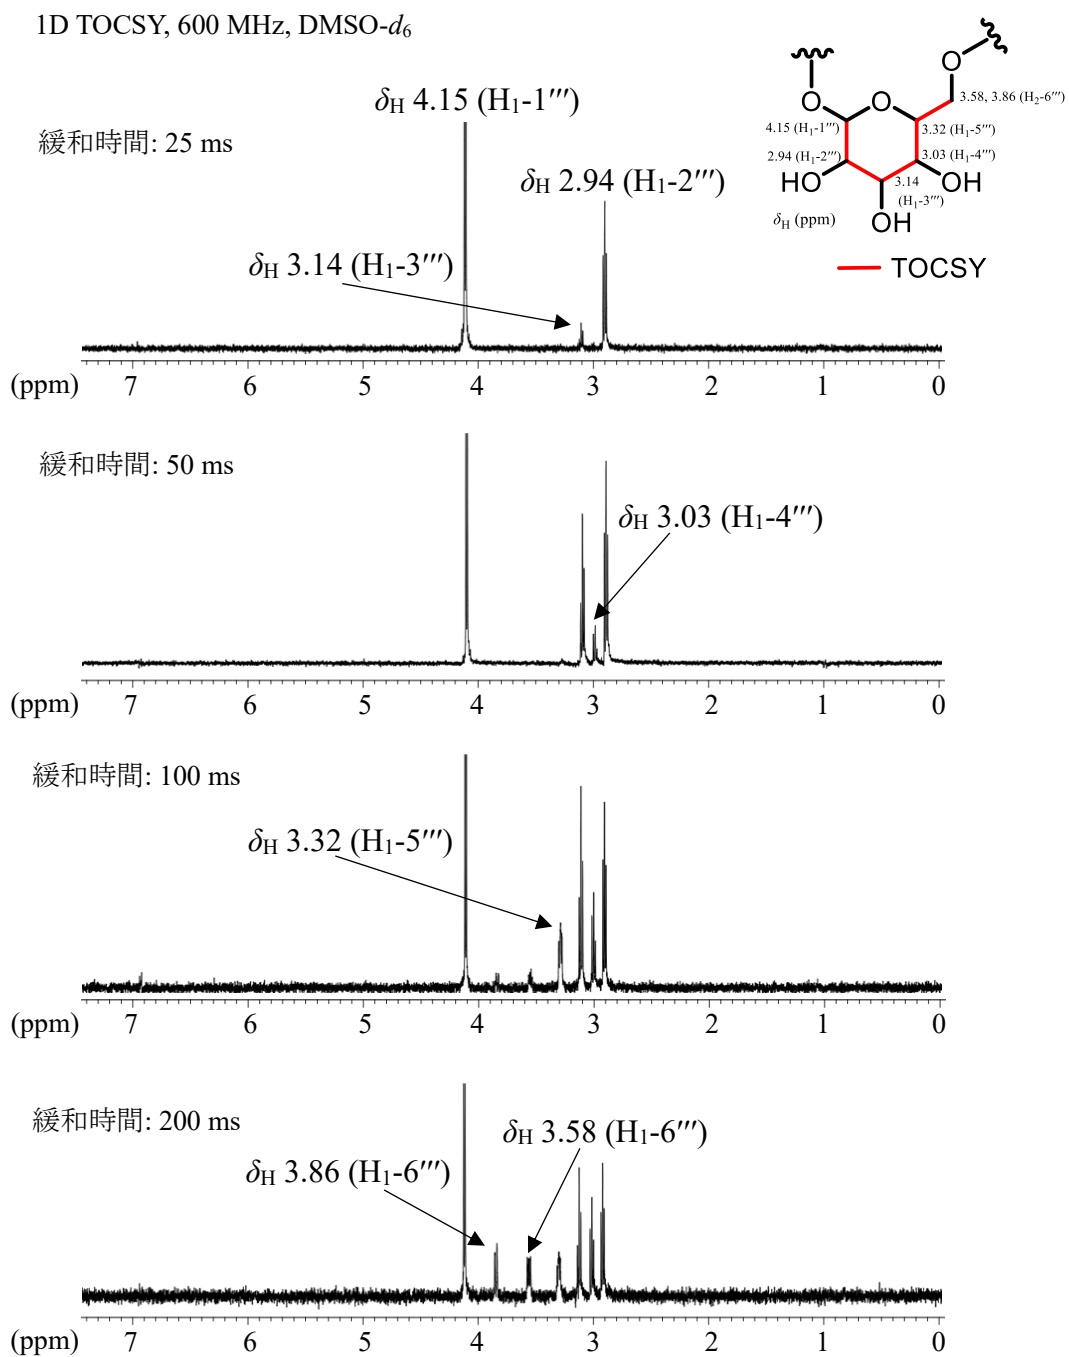 1D TOCSY, 600 MHz, DMSO-d6
O
O
O
3.58, 3.86 (H2-6‴)
4.15 (H1-1‴)
3.32 (H1-5‴)
2.94 (H1-2‴)
3.03 (H1-4‴)
HO
3.14
(H1-3‴)
OH
OH
δH (ppm)
TOCSY
緩和時間: 25 ms
δH 4.15 (H1-1‴)
δH 2.94 (H1-2‴)
δH 3.14 (H1-3‴)
(ppm) 7 6 5 4 3 2 1 0
緩和時間: 50 ms
δH 3.03 (H1-4‴)
(ppm) 7 6 5 4 3 2 1 0
緩和時間: 100 ms
δH 3.32 (H1-5‴)
(ppm) 7 6 5 4 3 2 1 0
緩和時間: 200 ms
δH 3.58 (H1-6‴)
δH 3.86 (H1-6‴)
(ppm) 7 6 5 4 3 2 1 0